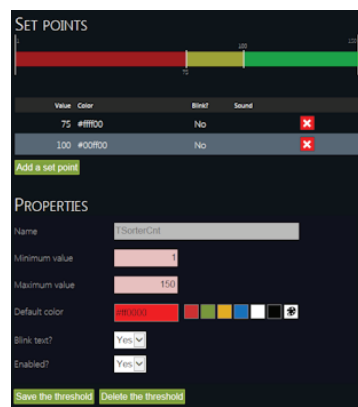 SET POINTS
100
75
Value Color Blink? Sound
75 #ffff00 No
100 #00ff00 No
Add a set point
PROPERTIES
Name TSorterCnt
Minimum value 1
Maximum value 150
Default color #ff0000
Blink text? Yes
Enabled? Yes
Save the threshold Delete the threshold